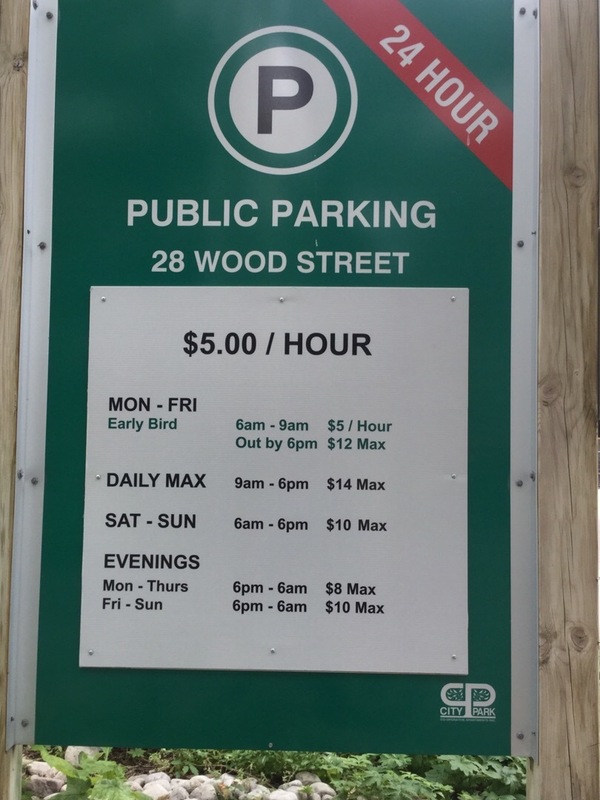 P
24 HOUR
PUBLIC PARKING
28 WOOD STREET
$5.00 / HOUR
MON - FRI
Early Bird 6am - 9am $5 / Hour
Out by 6pm $12 Max
DAILY MAX 9am - 6pm $14 Max
SAT - SUN 6am - 6pm $10 Max
EVENINGS
Mon - Thurs 6pm - 6am $8 Max
Fri - Sun 6pm - 6am $10 Max
CP
CITY PARK